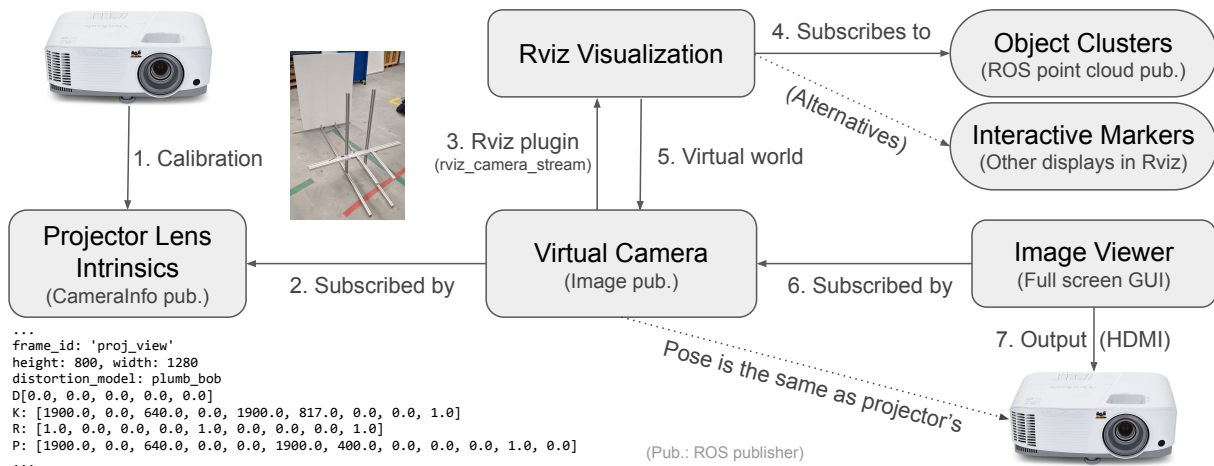 Rviz Visualization
4. Subscribes to
Object Clusters
(ROS point cloud pub.)
(Alternatives)
Interactive Markers
(Other displays in Rviz)
1. Calibration
3. Rviz plugin
(rviz_camera_stream)
5. Virtual world
Projector Lens
Intrinsics
(CameraInfo pub.)
2. Subscribed by
Virtual Camera
(Image pub.)
6. Subscribed by
Image Viewer
(Full screen GUI)
7. Output (HDMI)
Pose is the same as projector's
...
frame_id: 'proj_view'
height: 800, width: 1280
distortion_model: plumb_bob
D[0.0, 0.0, 0.0, 0.0, 0.0]
K: [1900.0, 0.0, 640.0, 0.0, 1900.0, 817.0, 0.0, 0.0, 1.0]
R: [1.0, 0.0, 0.0, 0.0, 1.0, 0.0, 0.0, 0.0, 1.0]
P: [1900.0, 0.0, 640.0, 0.0, 0.0, 1900.0, 400.0, 0.0, 0.0, 0.0, 1.0, 0.0]
...
(Pub.: ROS publisher)